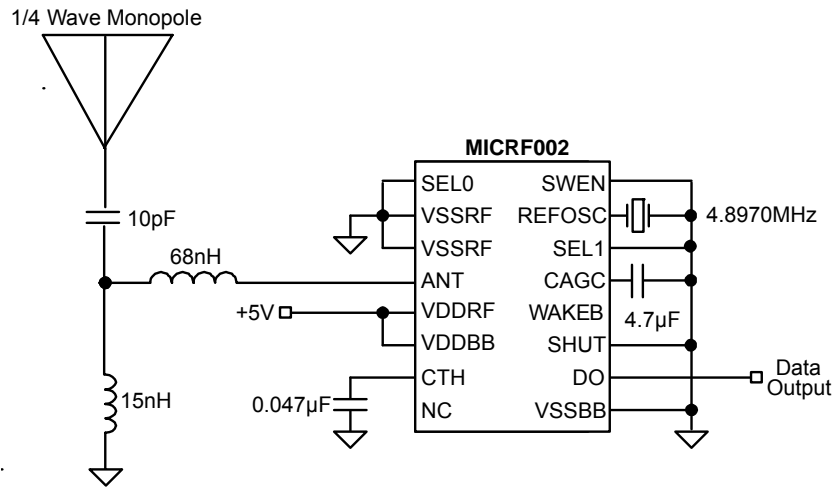 1/4 Wave Monopole
MICRF002
SEL0 SWEN
10pF VSSRF REFOSC 4.8970MHz
68nH VSSRF SEL1
ANT CAGC
+5V VDDRF WAKEB 4.7µF
VDDBB SHUT
CTH DO Data Output
15nH 0.047µF NC VSSBB